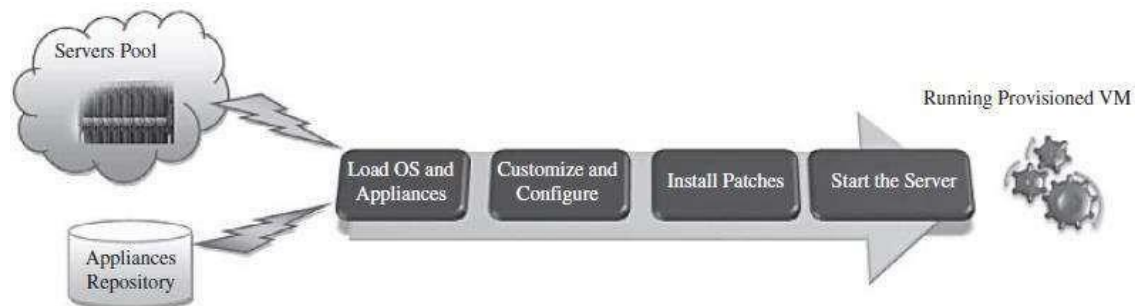 Servers Pool
Running Provisioned VM
Load OS and
Appliances
Customize and
Configure
Install Patches
Start the Server
Appliances
Repository